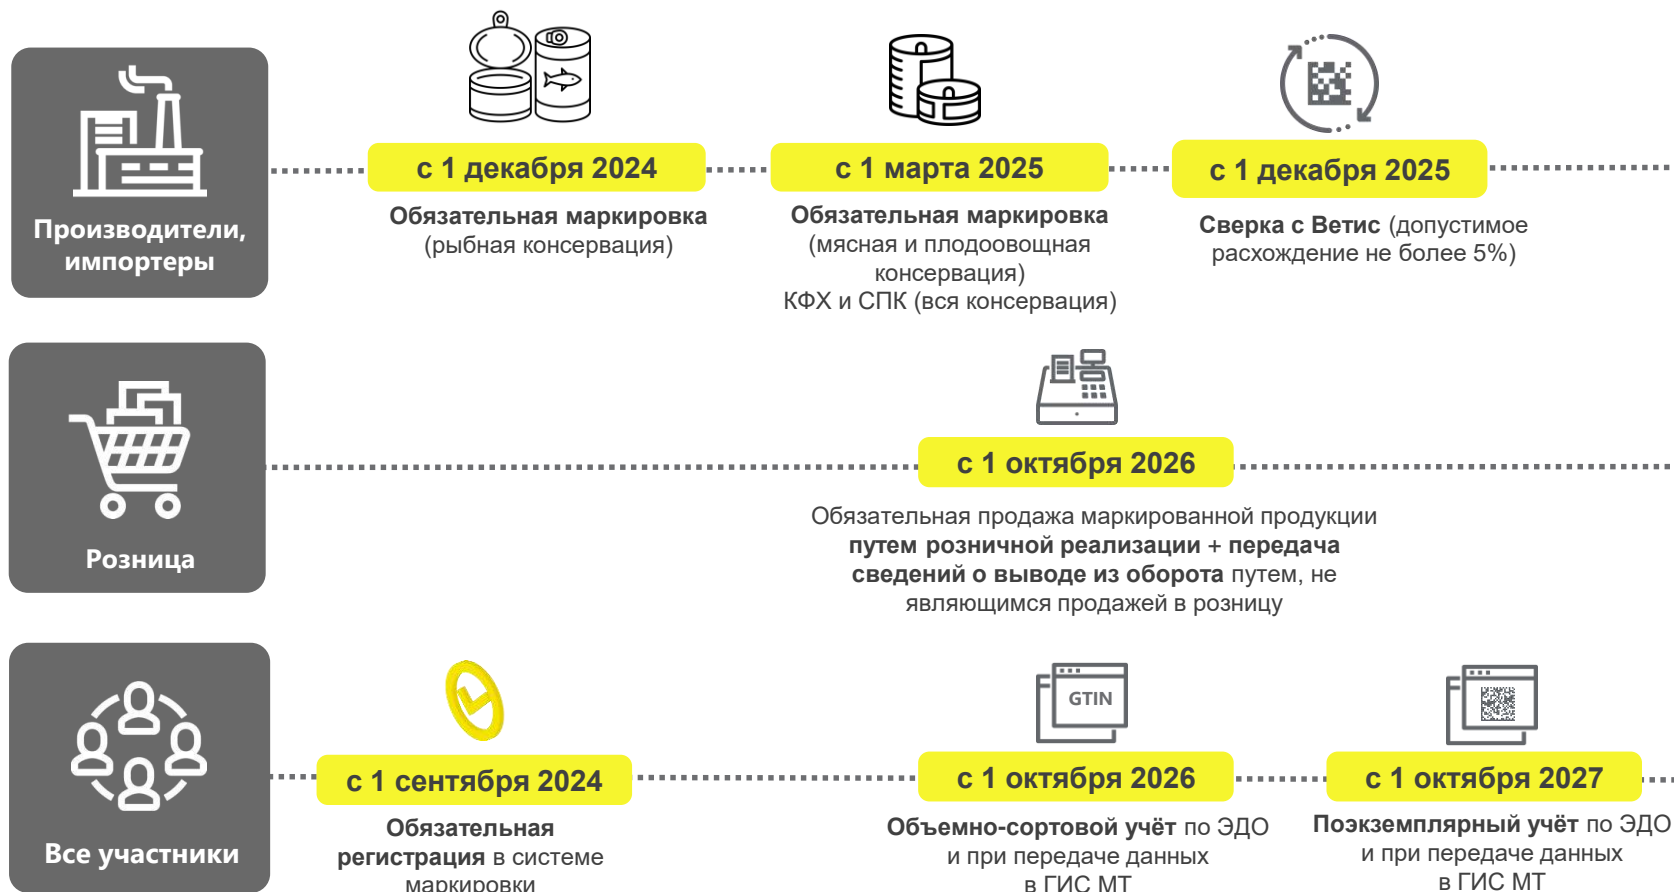 Производители,
импортеры
с 1 декабря 2024
Обязательная маркировка
(рыбная консервация)
с 1 марта 2025
Обязательная маркировка
(мясная и плодоовощная
консервация)
КФХ и СПК (вся консервация)
с 1 декабря 2025
Сверка с Ветис (допустимое
расхождение не более 5%)
Розница
с 1 октября 2026
Обязательная продажа маркированной продукции
путем розничной реализации + передача
сведений о выводе из оборота путем, не
являющимся продажей в розницу
Все участники
с 1 сентября 2024
Обязательная
регистрация в системе
маркировки
GTIN
с 1 октября 2026
Объемно-сортовой учёт по ЭДО
и при передаче данных
в ГИС МТ
с 1 октября 2027
Поэкземплярный учёт по ЭДО
и при передаче данных
в ГИС МТ